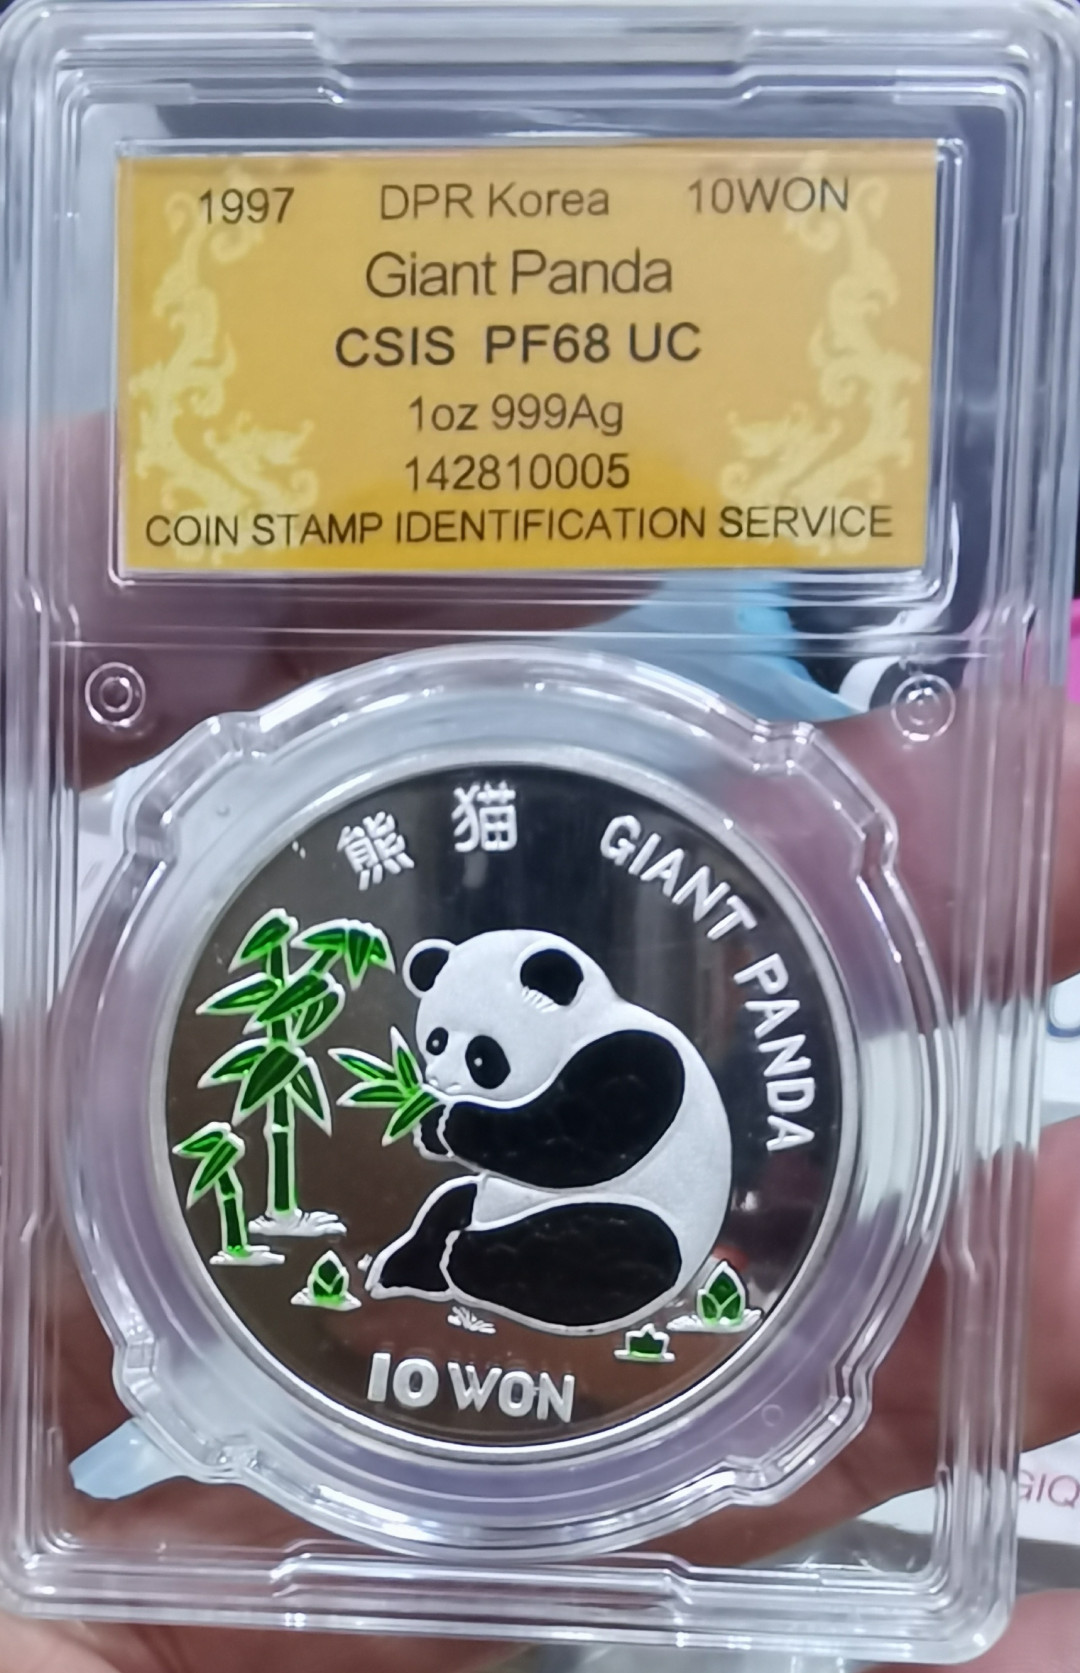 1997 DPR Korea 10WON
Giant Panda
CSIS PF68 UC
1oz 999Ag
142810005
COIN STAMP IDENTIFICATION SERVICE
熊猫 GIANT PANDA
10 WON